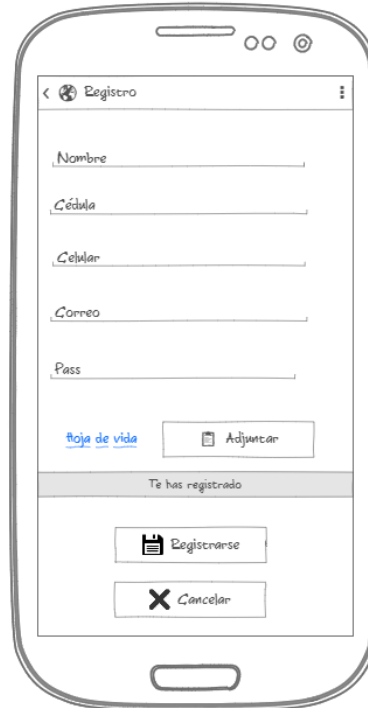 Registro
Nombre
Cédula
Celular
Correo
Pass
Hoja de vida Adjuntar
Te has registrado
Registrarse
Cancelar